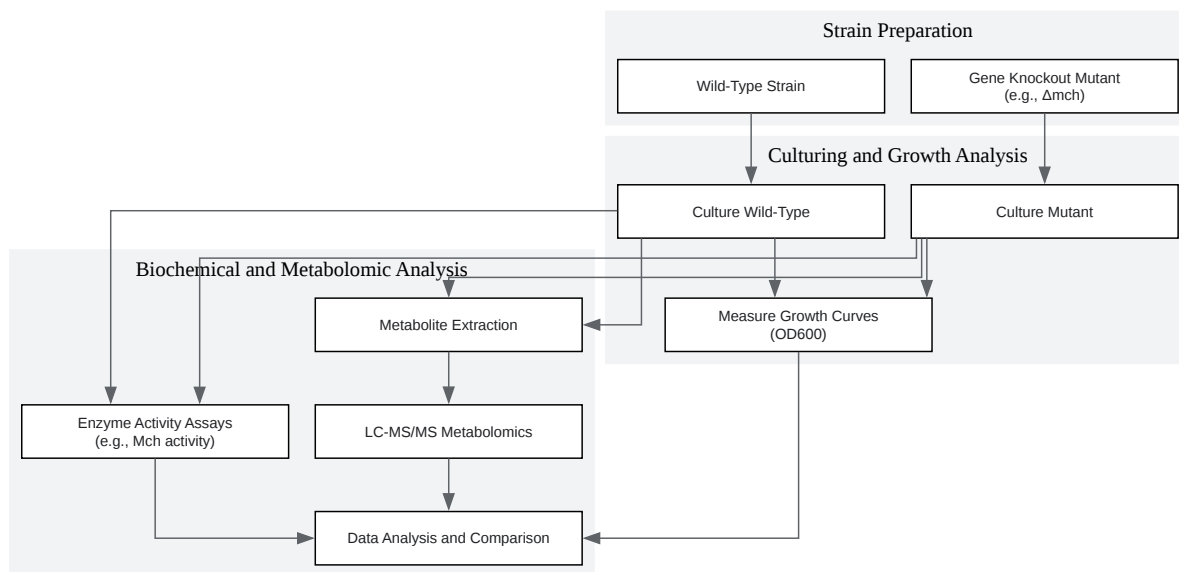 Strain Preparation
Wild-Type Strain
Gene Knockout Mutant
(e.g., Δmch)
Culturing and Growth Analysis
Culture Wild-Type
Culture Mutant
Biochemical and Metabolomic Analysis
Metabolite Extraction
Measure Growth Curves
(OD600)
Enzyme Activity Assays
(e.g., Mch activity)
LC-MS/MS Metabolomics
Data Analysis and Comparison